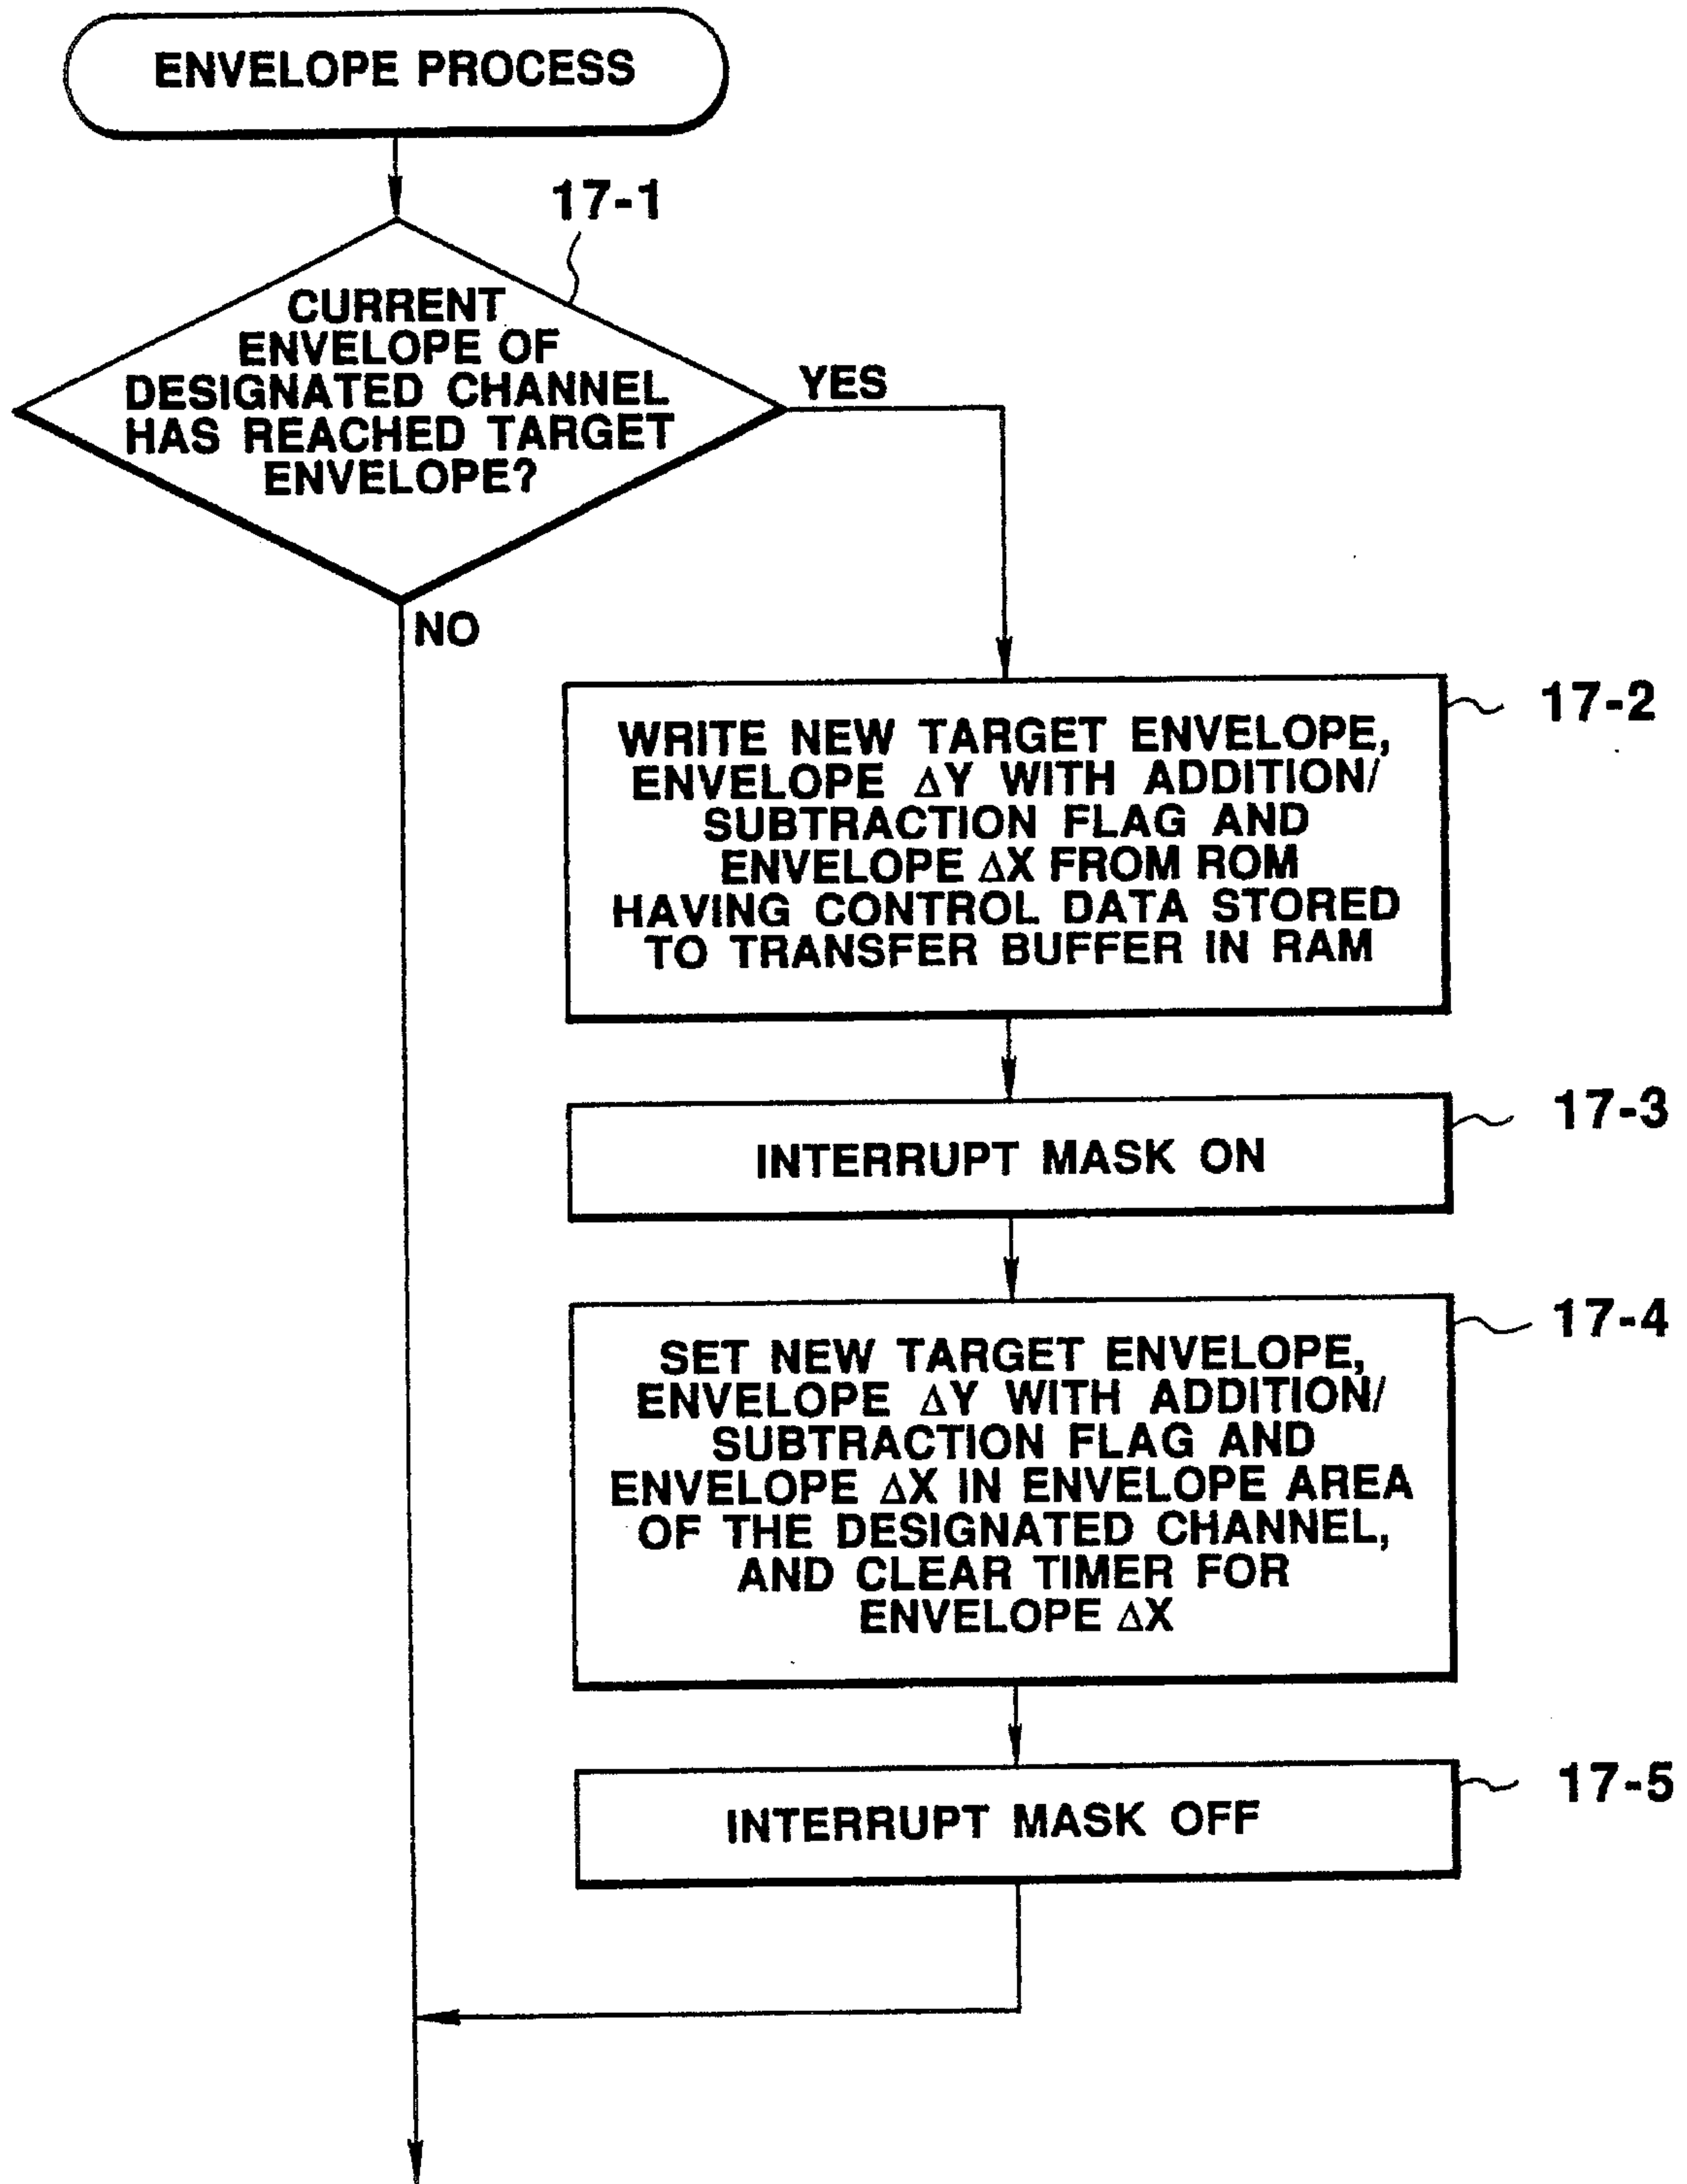 ENVELOPE PROCESS
17-1
CURRENT
ENVELOPE OF
DESIGNATED CHANNEL
HAS REACHED TARGET
ENVELOPE?
YES
NO
17-2
WRITE NEW TARGET ENVELOPE,
ENVELOPE ΔY WITH ADDITION/
SUBTRACTION FLAG AND
ENVELOPE ΔX FROM ROM
HAVING CONTROL DATA STORED
TO TRANSFER BUFFER IN RAM
17-3
INTERRUPT MASK ON
17-4
SET NEW TARGET ENVELOPE,
ENVELOPE ΔY WITH ADDITION/
SUBTRACTION FLAG AND
ENVELOPE ΔX IN ENVELOPE AREA
OF THE DESIGNATED CHANNEL,
AND CLEAR TIMER FOR
ENVELOPE ΔX
17-5
INTERRUPT MASK OFF